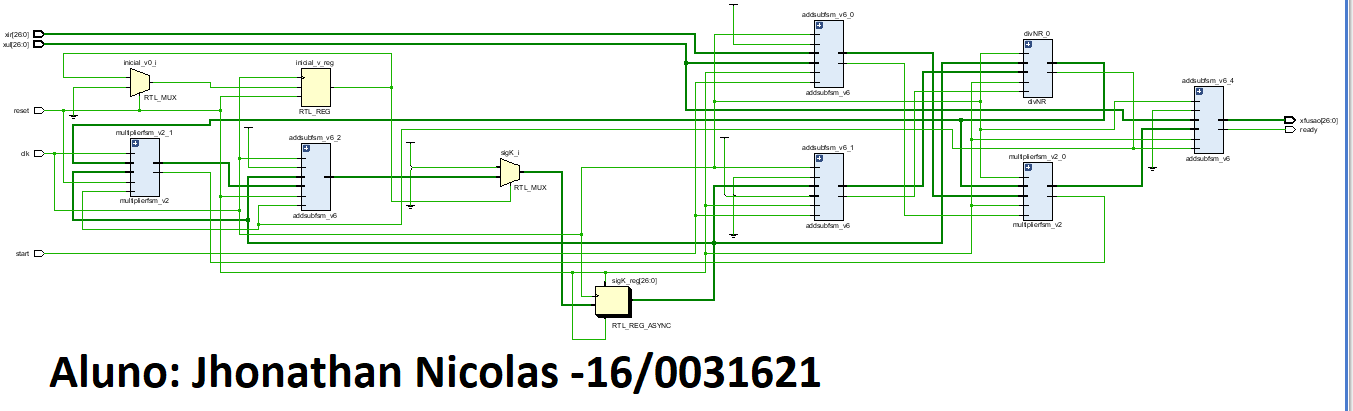 addsubfsm_v6_0
xir[26:0]
xul[26:0]
divNR_0
inicial_v0_i
inicial_v_reg
addsubfsm_v6_4
addsubfsm_v6
RTL_MUX
divNR
reset
RTL_REG
xfusao[26:0]
ready
multiplierfsm_v2_1
addsubfsm_v6_2
addsubfsm_v6_1
clk
sigK_i
multiplierfsm_v2_0
addsubfsm_v6
RTL_MUX
multiplierfsm_v2
addsubfsm_v6
addsubfsm_v6
multiplierfsm_v2
start
sigK_reg[26:0]
RTL_REG_ASYNC
Aluno: Jhonathan Nicolas -16/0031621